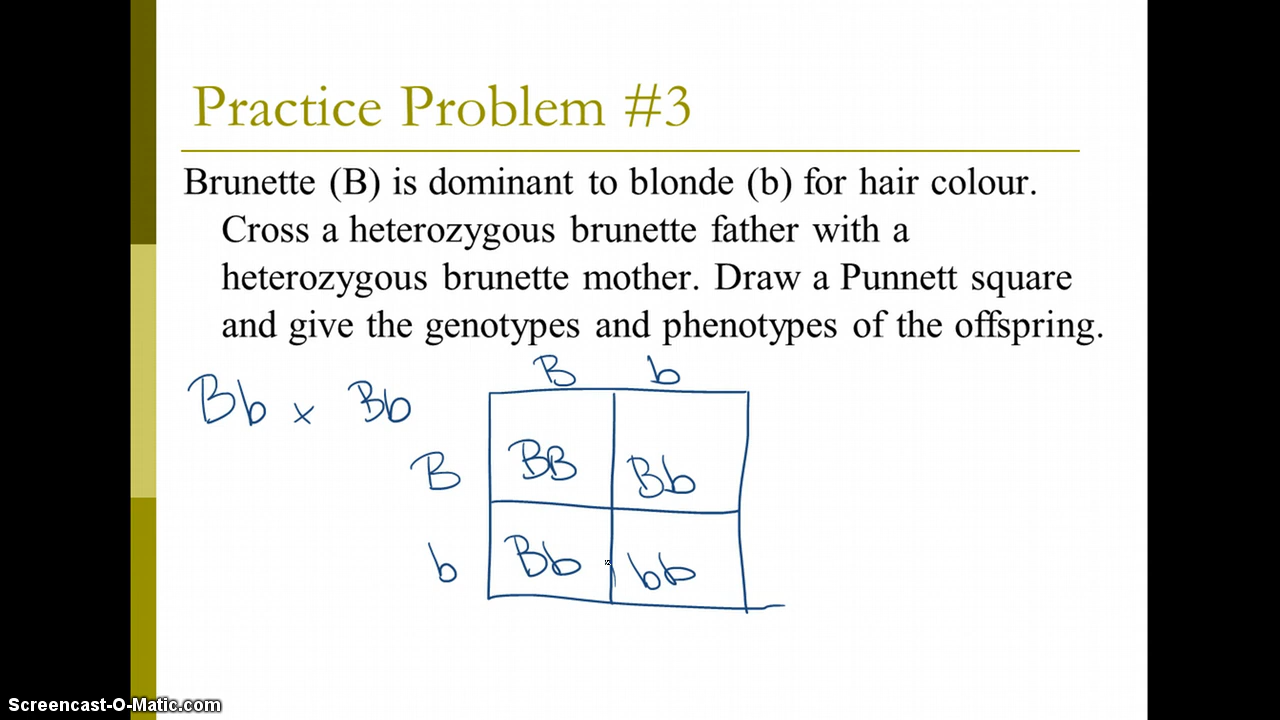 Practice Problem #3
Brunette (B) is dominant to blonde (b) for hair colour.
Cross a heterozygous brunette father with a
heterozygous brunette mother. Draw a Punnett square
and give the genotypes and phenotypes of the offspring.
B b
Bb x Bb
B BB Bb
b Bb bb
Screencast-O-Matic.com